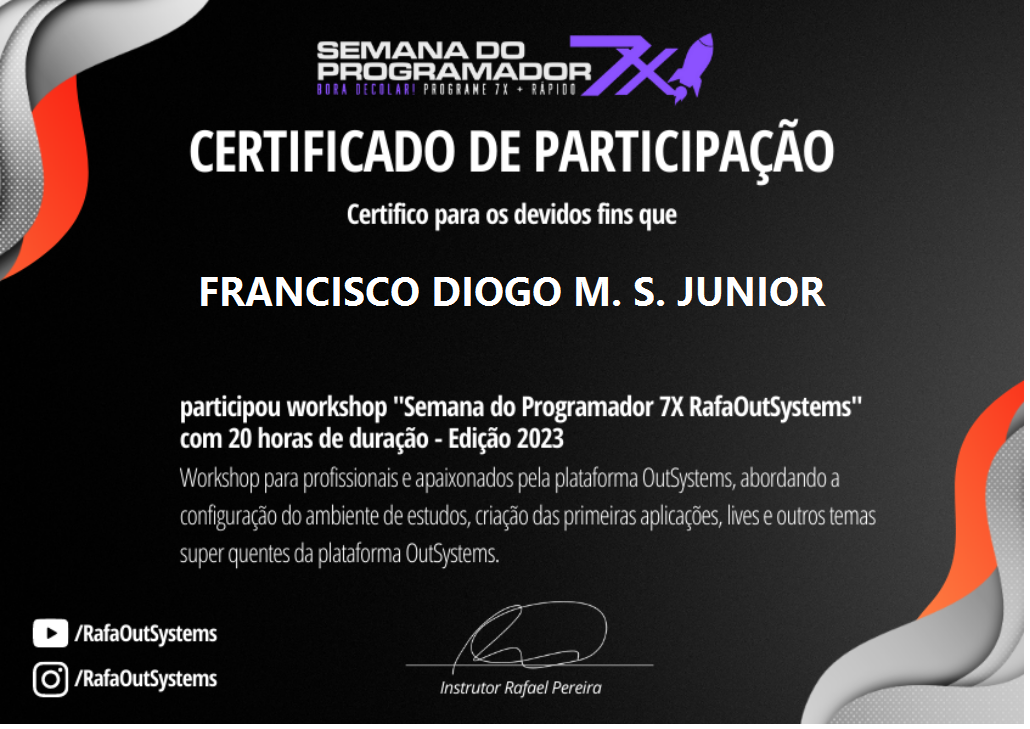 SEMANA DO
PROGRAMADOR 7X
BORA DECOLAR! PROGRAME 7X + RÁPIDO
CERTIFICADO DE PARTICIPAÇÃO
Certifico para os devidos fins que
FRANCISCO DIOGO M. S. JUNIOR
participou workshop "Semana do Programador 7X RafaOutSystems"
com 20 horas de duração - Edição 2023
Workshop para profissionais e apaixonados pela plataforma OutSystems, abordando a
configuração do ambiente de estudos, criação das primeiras aplicações, lives e outros temas
super quentes da plataforma OutSystems.
/RafaOutSystems
/RafaOutSystems
Instrutor Rafael Pereira